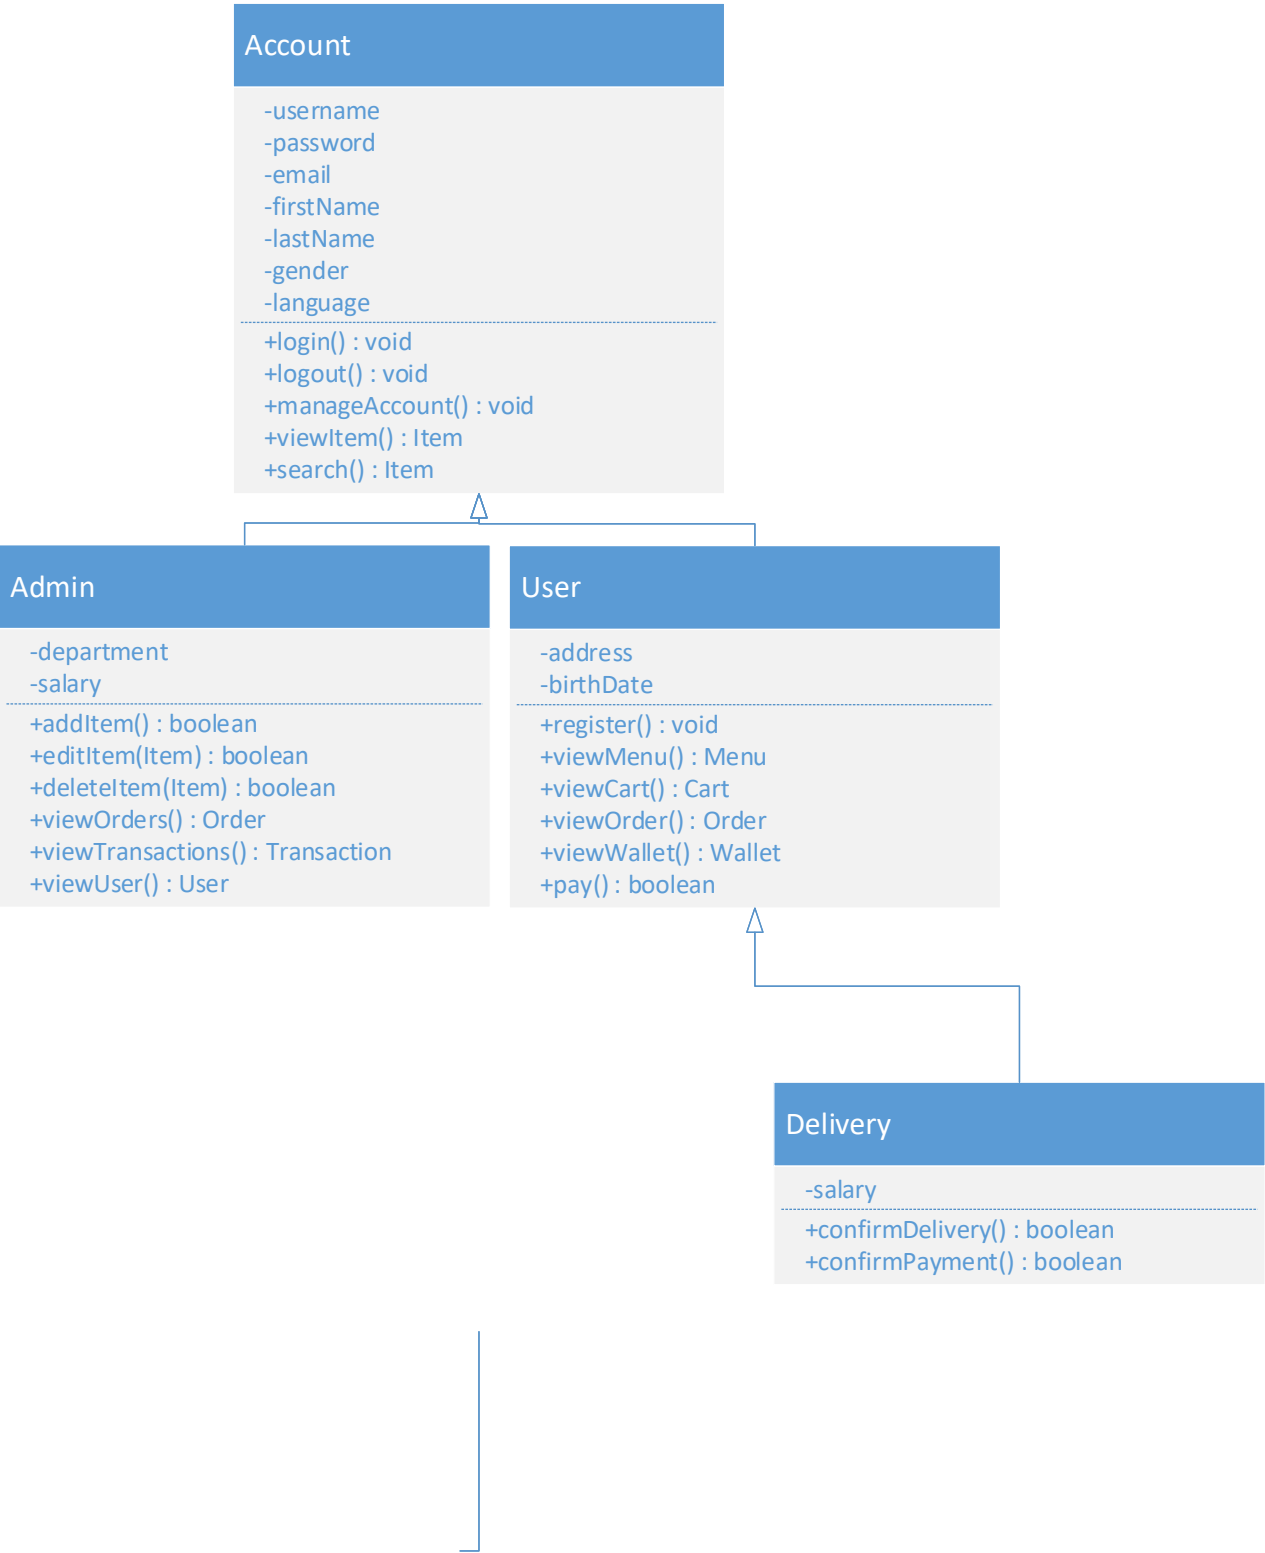 Account
-username
-password
-email
-firstName
-lastName
-gender
-language
+login() : void
+logout() : void
+manageAccount() : void
+viewItem() : Item
+search() : Item
Admin
-department
-salary
+addItem() : boolean
+editItem(Item) : boolean
+deleteItem(Item) : boolean
+viewOrders() : Order
+viewTransactions() : Transaction
+viewUser() : User
User
-address
-birthDate
+register() : void
+viewMenu() : Menu
+viewCart() : Cart
+viewOrder() : Order
+viewWallet() : Wallet
+pay() : boolean
Delivery
-salary
+confirmDelivery() : boolean
+confirmPayment() : boolean